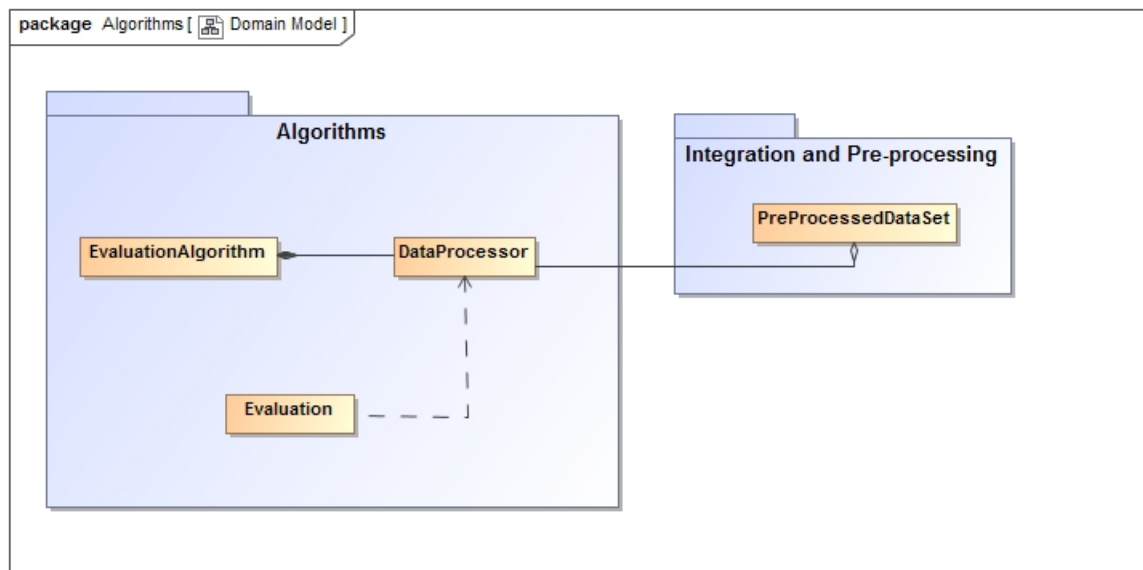 package Algorithms [ Domain Model ]
Algorithms
Integration and Pre-processing
PreProcessedDataSet
EvaluationAlgorithm
DataProcessor
Evaluation